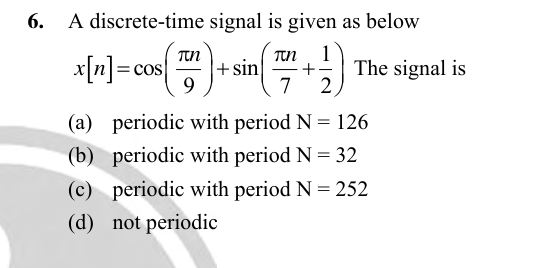 6. A discrete-time signal is given as below
x[n]=cos(πn/9)+sin(πn/7+1/2) The signal is
(a) periodic with period N = 126
(b) periodic with period N = 32
(c) periodic with period N = 252
(d) not periodic